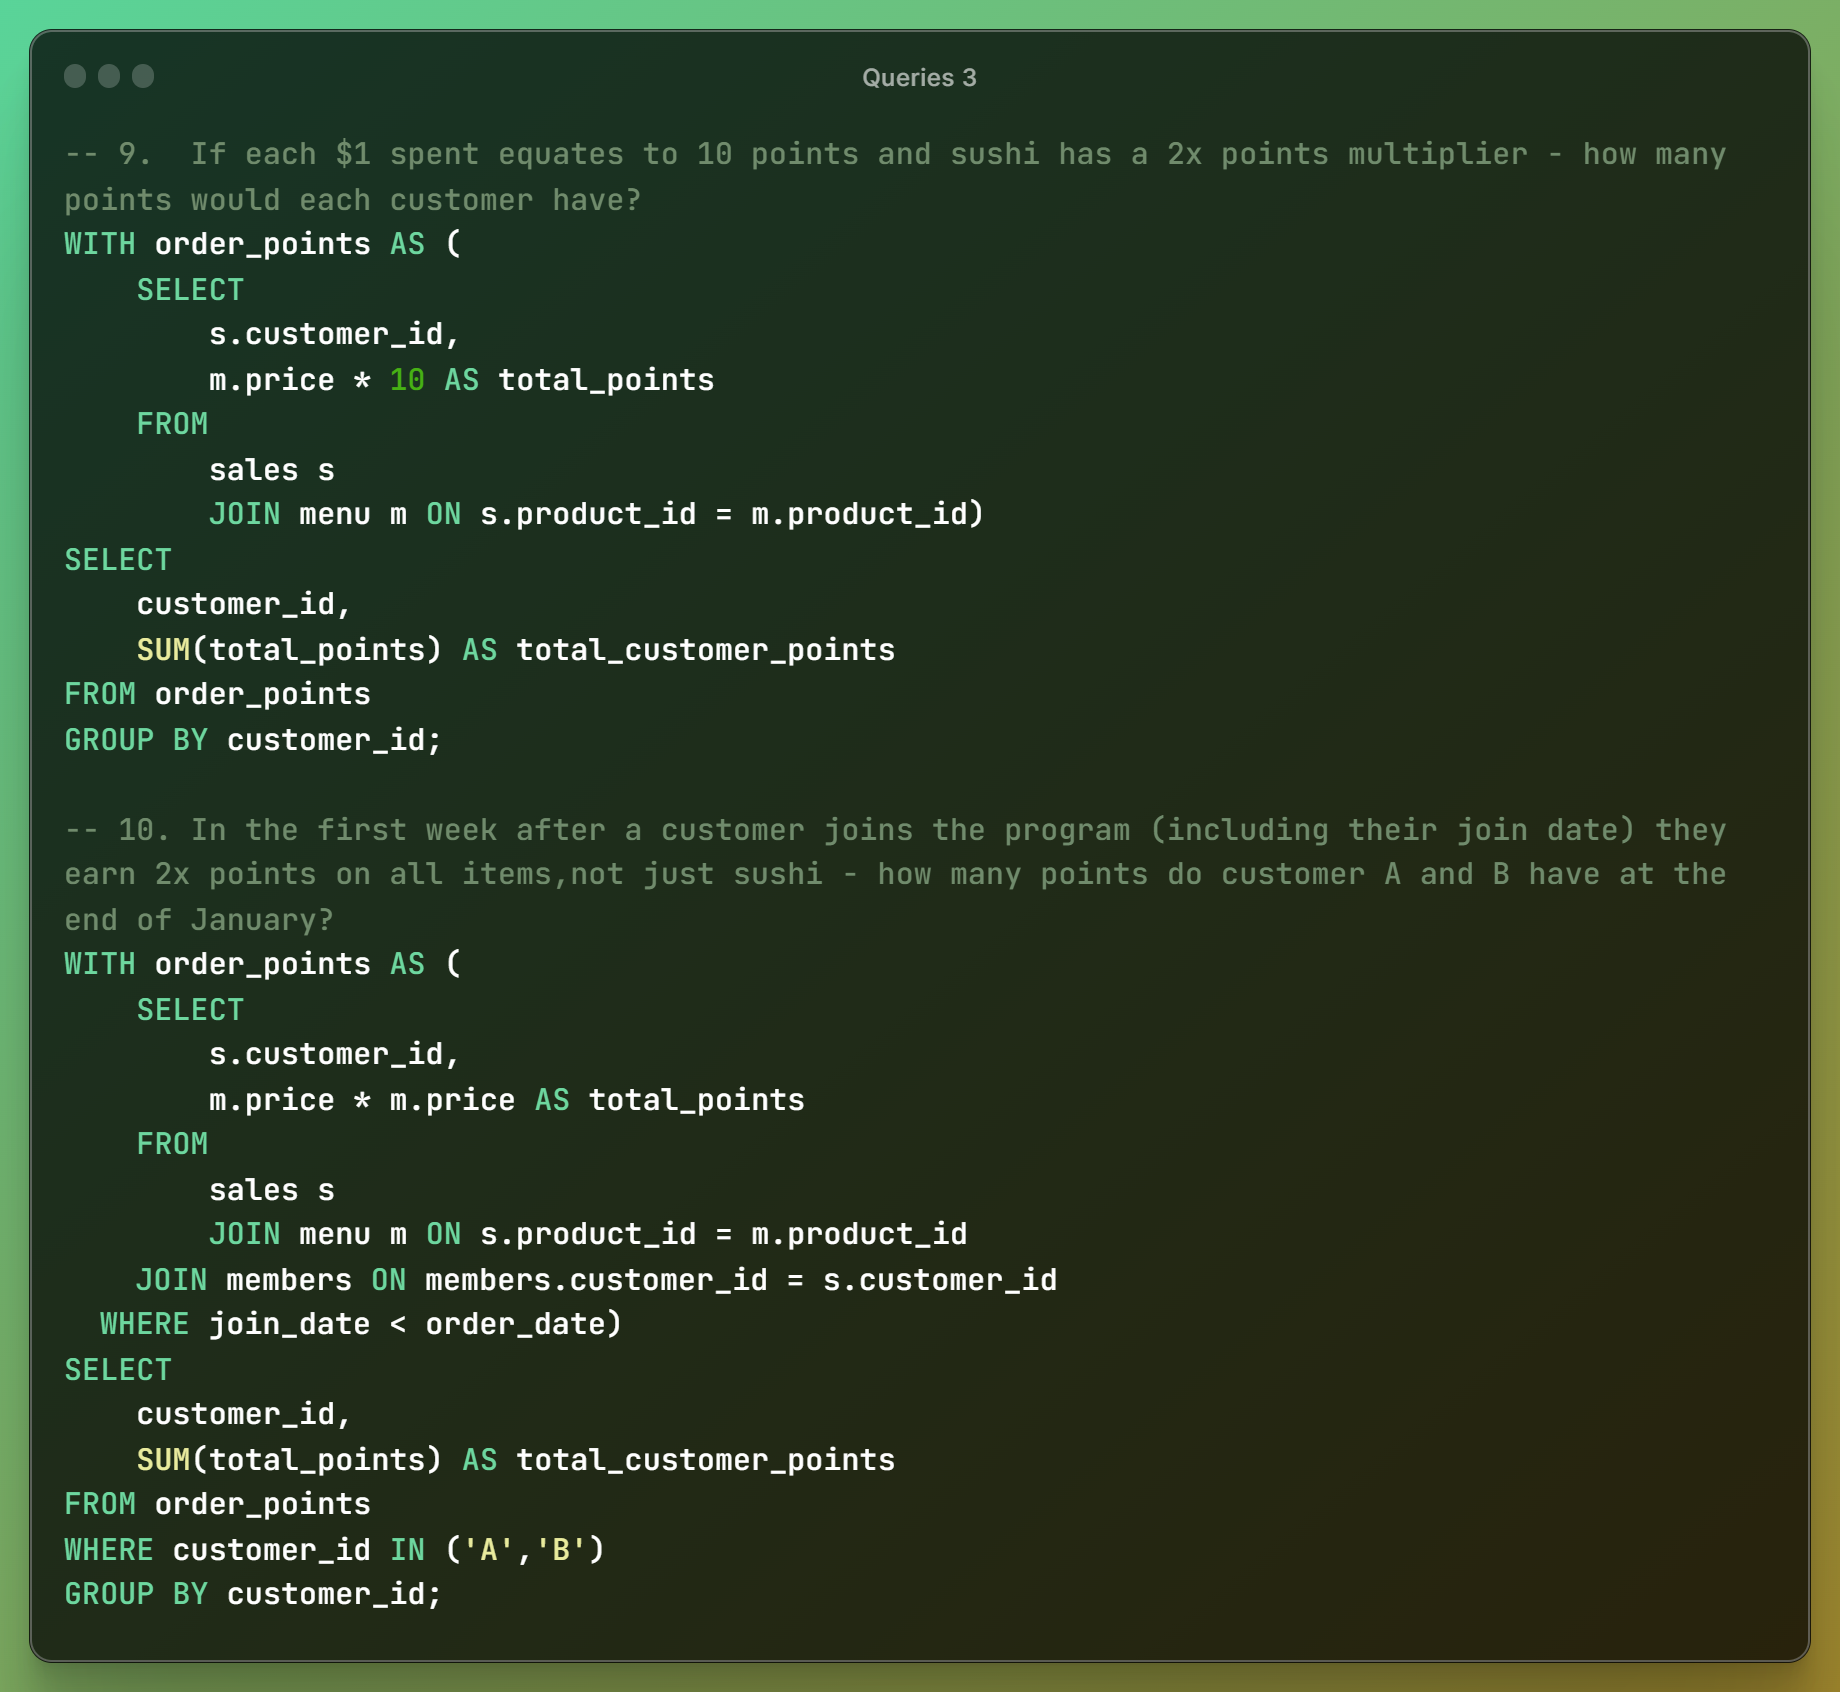 Queries 3
-- 9.  If each $1 spent equates to 10 points and sushi has a 2x points multiplier - how many
points would each customer have?
WITH order_points AS (
    SELECT
        s.customer_id,
        m.price * 10 AS total_points
    FROM
        sales s
        JOIN menu m ON s.product_id = m.product_id)
SELECT
    customer_id,
    SUM(total_points) AS total_customer_points
FROM order_points
GROUP BY customer_id;

-- 10. In the first week after a customer joins the program (including their join date) they
earn 2x points on all items,not just sushi - how many points do customer A and B have at the
end of January?
WITH order_points AS (
    SELECT
        s.customer_id,
        m.price * m.price AS total_points
    FROM
        sales s
        JOIN menu m ON s.product_id = m.product_id
    JOIN members ON members.customer_id = s.customer_id
  WHERE join_date < order_date)
SELECT
    customer_id,
    SUM(total_points) AS total_customer_points
FROM order_points
WHERE customer_id IN ('A','B')
GROUP BY customer_id;